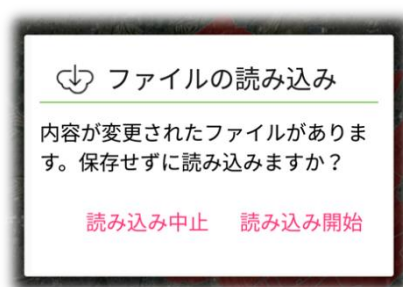 ファイルの読み込み
内容が変更されたファイルがありま
す。保存せずに読み込みますか？
読み込み中止 読み込み開始